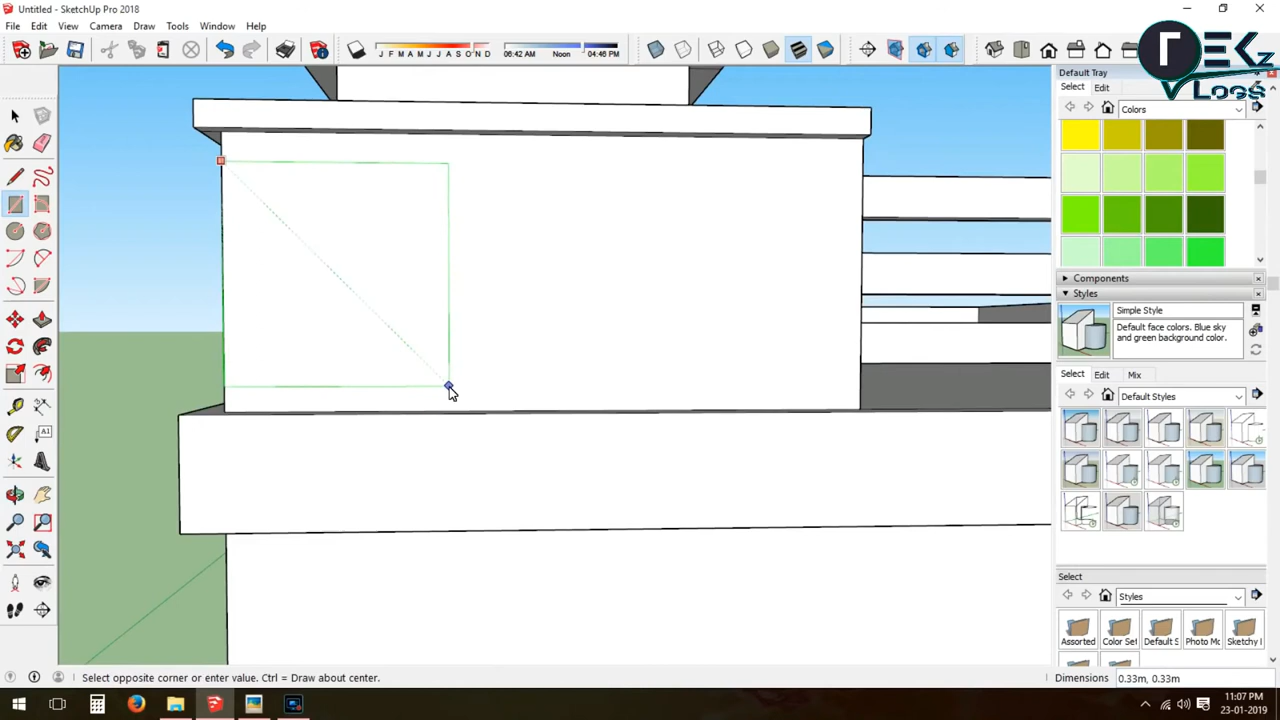 Untitled - SketchUp Pro 2018
File Edit View Camera Draw Tools Window Help
J F M A M J J A S O N D
06:42 AM Noon 04:46 PM
TEKz
VLOGS
Default Tray
Select Edit
Colors
Components
Styles
Simple Style
Default face colors. Blue sky
and green background color.
Select Edit Mix
Default Styles
A1
Select
Styles
Assorted
Color Set
Default S
Photo Mo
Sketchy I
Select opposite corner or enter value. Ctrl = Draw about center.
Dimensions 0.33m, 0.33m
11:07 PM
23-01-2019